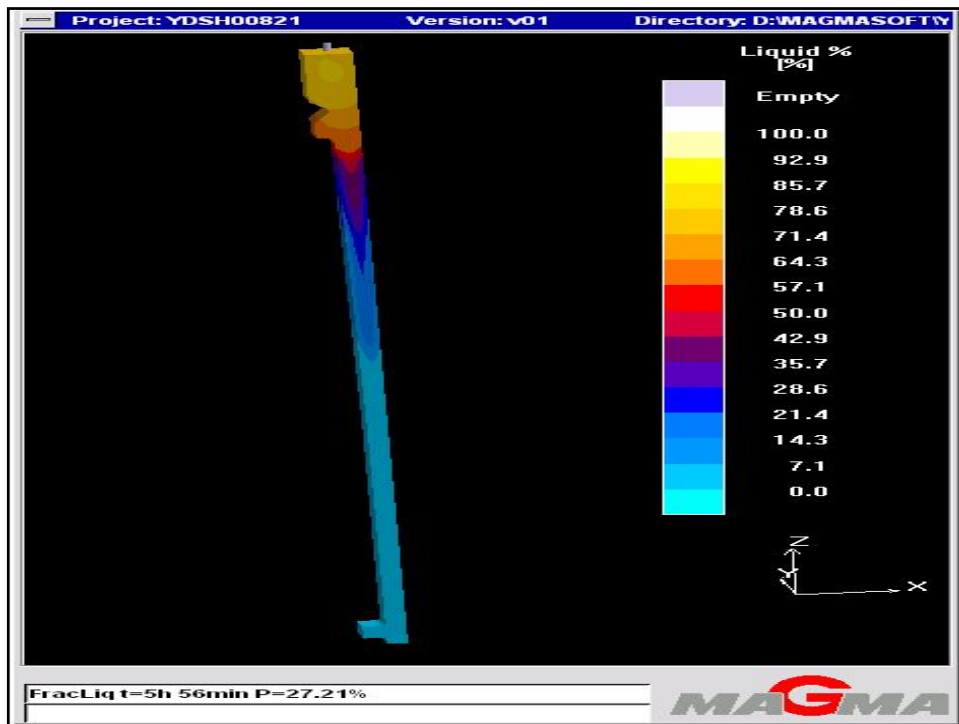 Project: YDSH00821 Version: v01 Directory: D:\MAGMASOFT\Y
Liquid %
[%]
Empty
100.0
92.9
85.7
78.6
71.4
64.3
57.1
50.0
42.9
35.7
28.6
21.4
14.3
7.1
0.0
Z
Y
X
FracLiq t=5h 56min P=27.21%
MAGMA